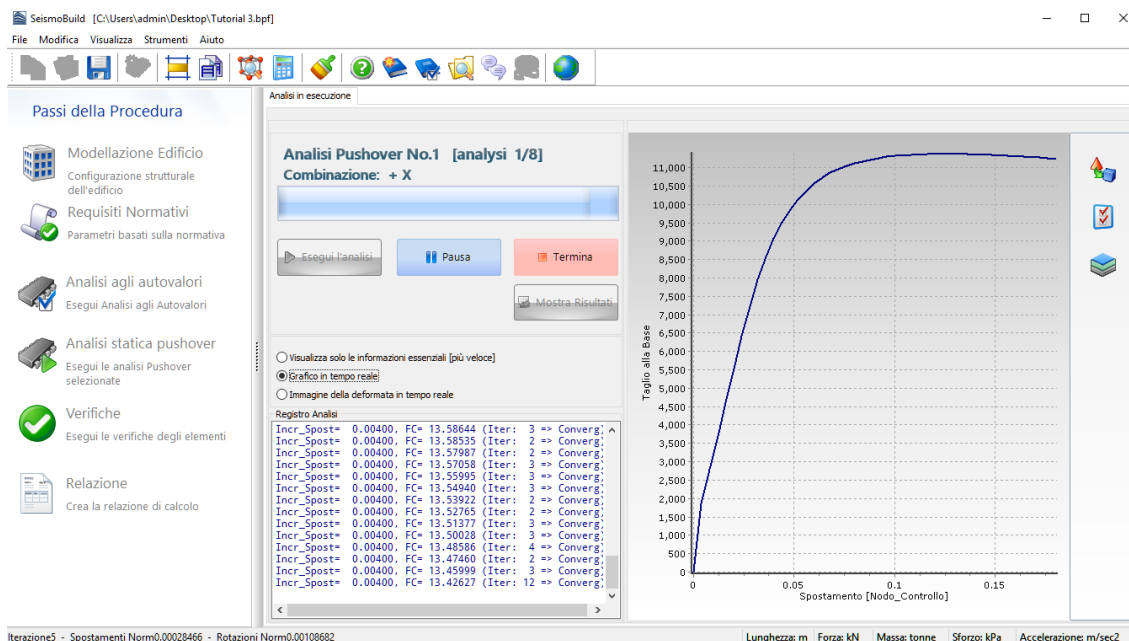 SeismoBuild [C:\Users\admin\Desktop\Tutorial 3.bpf]
File Modifica Visualizza Strumenti Aiuto
Passi della Procedura
Modellazione Edificio
Configurazione strutturale
dell'edificio
Requisiti Normativi
Parametri basati sulla normativa
Analisi agli autovalori
Esegui Analisi agli Autovalori
Analisi statica pushover
Esegui le analisi Pushover
selezionate
Verifiche
Esegui le verifiche degli elementi
Relazione
Crea la relazione di calcolo
Analisi in esecuzione
Analisi Pushover No.1 [analysi 1/8]
Combinazione: + X
Esegui l'analisi
Pausa
Termina
Mostra Risultati
Visualizza solo le informazioni essenziali [più veloce]
Grafico in tempo reale
Immagine della deformata in tempo reale
Registro Analisi
Incr_Spost= 0.00400, FC= 13.58644 (Iter: 3 => Converg)
Incr_Spost= 0.00400, FC= 13.58535 (Iter: 2 => Converg)
Incr_Spost= 0.00400, FC= 13.57987 (Iter: 2 => Converg)
Incr_Spost= 0.00400, FC= 13.57058 (Iter: 3 => Converg)
Incr_Spost= 0.00400, FC= 13.55995 (Iter: 3 => Converg)
Incr_Spost= 0.00400, FC= 13.54940 (Iter: 3 => Converg)
Incr_Spost= 0.00400, FC= 13.53922 (Iter: 2 => Converg)
Incr_Spost= 0.00400, FC= 13.52765 (Iter: 2 => Converg)
Incr_Spost= 0.00400, FC= 13.51377 (Iter: 3 => Converg)
Incr_Spost= 0.00400, FC= 13.50028 (Iter: 3 => Converg)
Incr_Spost= 0.00400, FC= 13.48586 (Iter: 4 => Converg)
Incr_Spost= 0.00400, FC= 13.47460 (Iter: 2 => Converg)
Incr_Spost= 0.00400, FC= 13.45999 (Iter: 3 => Converg)
Incr_Spost= 0.00400, FC= 13.42627 (Iter: 12 => Converg)
Taglio alla Base
11,000
10,500
10,000
9,500
9,000
8,500
8,000
7,500
7,000
6,500
6,000
5,500
5,000
4,500
4,000
3,500
3,000
2,500
2,000
1,500
1,000
500
0
0 0.05 0.1 0.15
Spostamento [Nodo_Controllo]
Iterazione5 - Spostamenti Norm0.00028466 - Rotazioni Norm0.00108682
Lunghezza: m Forza: kN Massa: tonne Sforzo: kPa Accelerazione: m/sec2